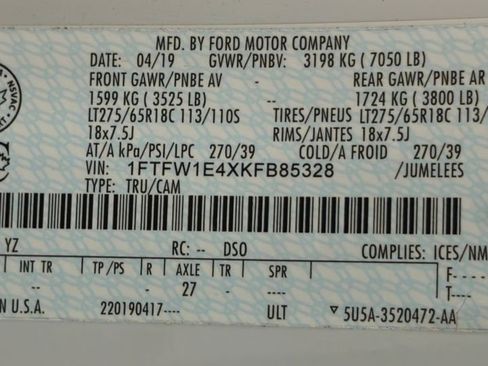 MFD. BY FORD MOTOR COMPANY
DATE: 04/19 GVWR/PNBV: 3198 KG ( 7050 LB)
FRONT GAWR/PNBE AV - REAR GAWR/PNBE AR
1599 KG ( 3525 LB) -- 1724 KG ( 3800 LB)
LT275/65R18C 113/110S TIRES/PNEUS LT275/65R18C 113/
18x7.5J RIMS/JANTES 18x7.5J
AT/A kPa/PSI/LPC 270/39 COLD/A FROID 270/39
VIN: 1FTFW1E4XKFB85328 /JUMELEES
TYPE: TRU/CAM
YZ RC: -- DSO COMPLIES: ICES/NM
INT TR TP/PS R AXLE TR SPR F----
-- 27 T----
N U.S.A. 220190417---- ULT ▽ 5U5A-3520472-AA
NSVAC